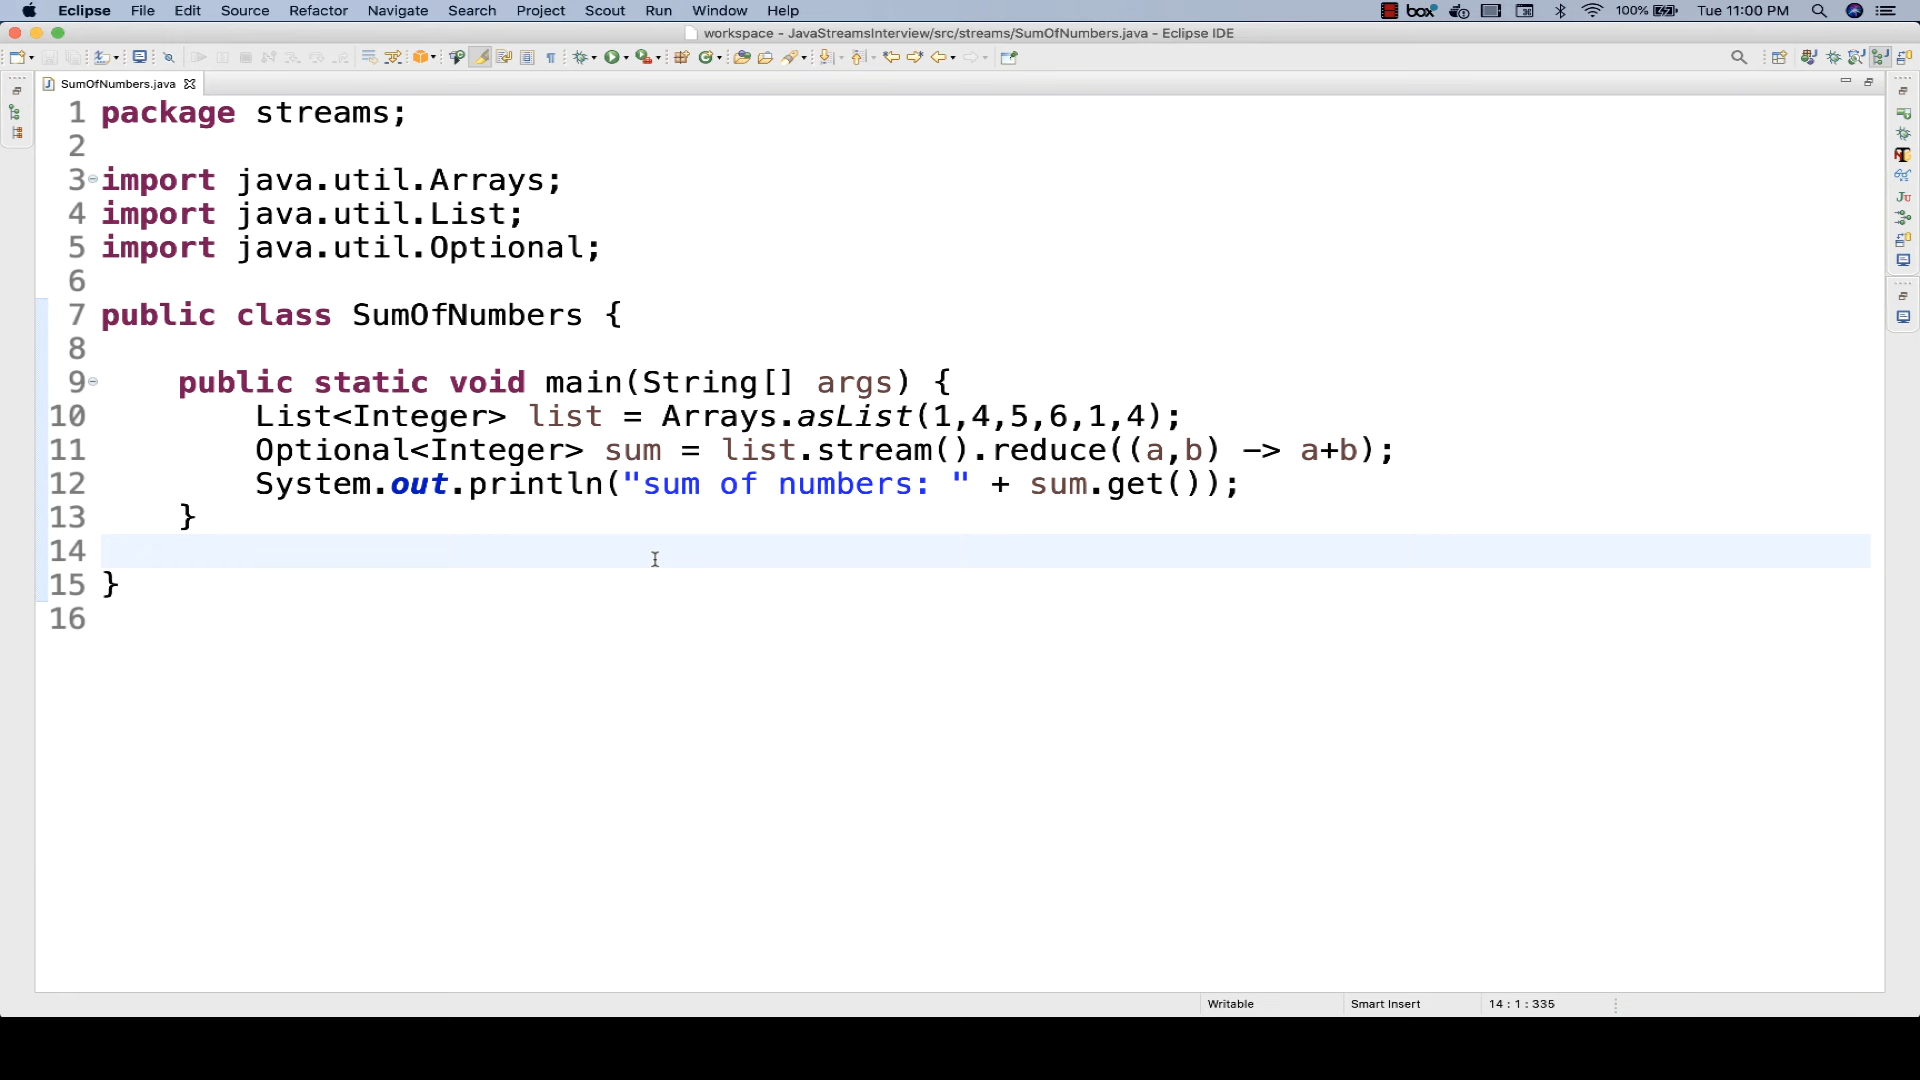 Eclipse File Edit Source Refactor Navigate Search Project Scout Run Window Help box 100% Tue 11:00 PM
workspace - JavaStreamsInterview/src/streams/SumOfNumbers.java - Eclipse IDE
SumOfNumbers.java
1 package streams;
2
3 import java.util.Arrays;
4 import java.util.List;
5 import java.util.Optional;
6
7 public class SumOfNumbers {
8
9 public static void main(String[] args) {
10 List<Integer> list = Arrays.asList(1,4,5,6,1,4);
11 Optional<Integer> sum = list.stream().reduce((a,b) -> a+b);
12 System.out.println("sum of numbers: " + sum.get());
13 }
14
15 }
16
Writable Smart Insert 14 : 1 : 335